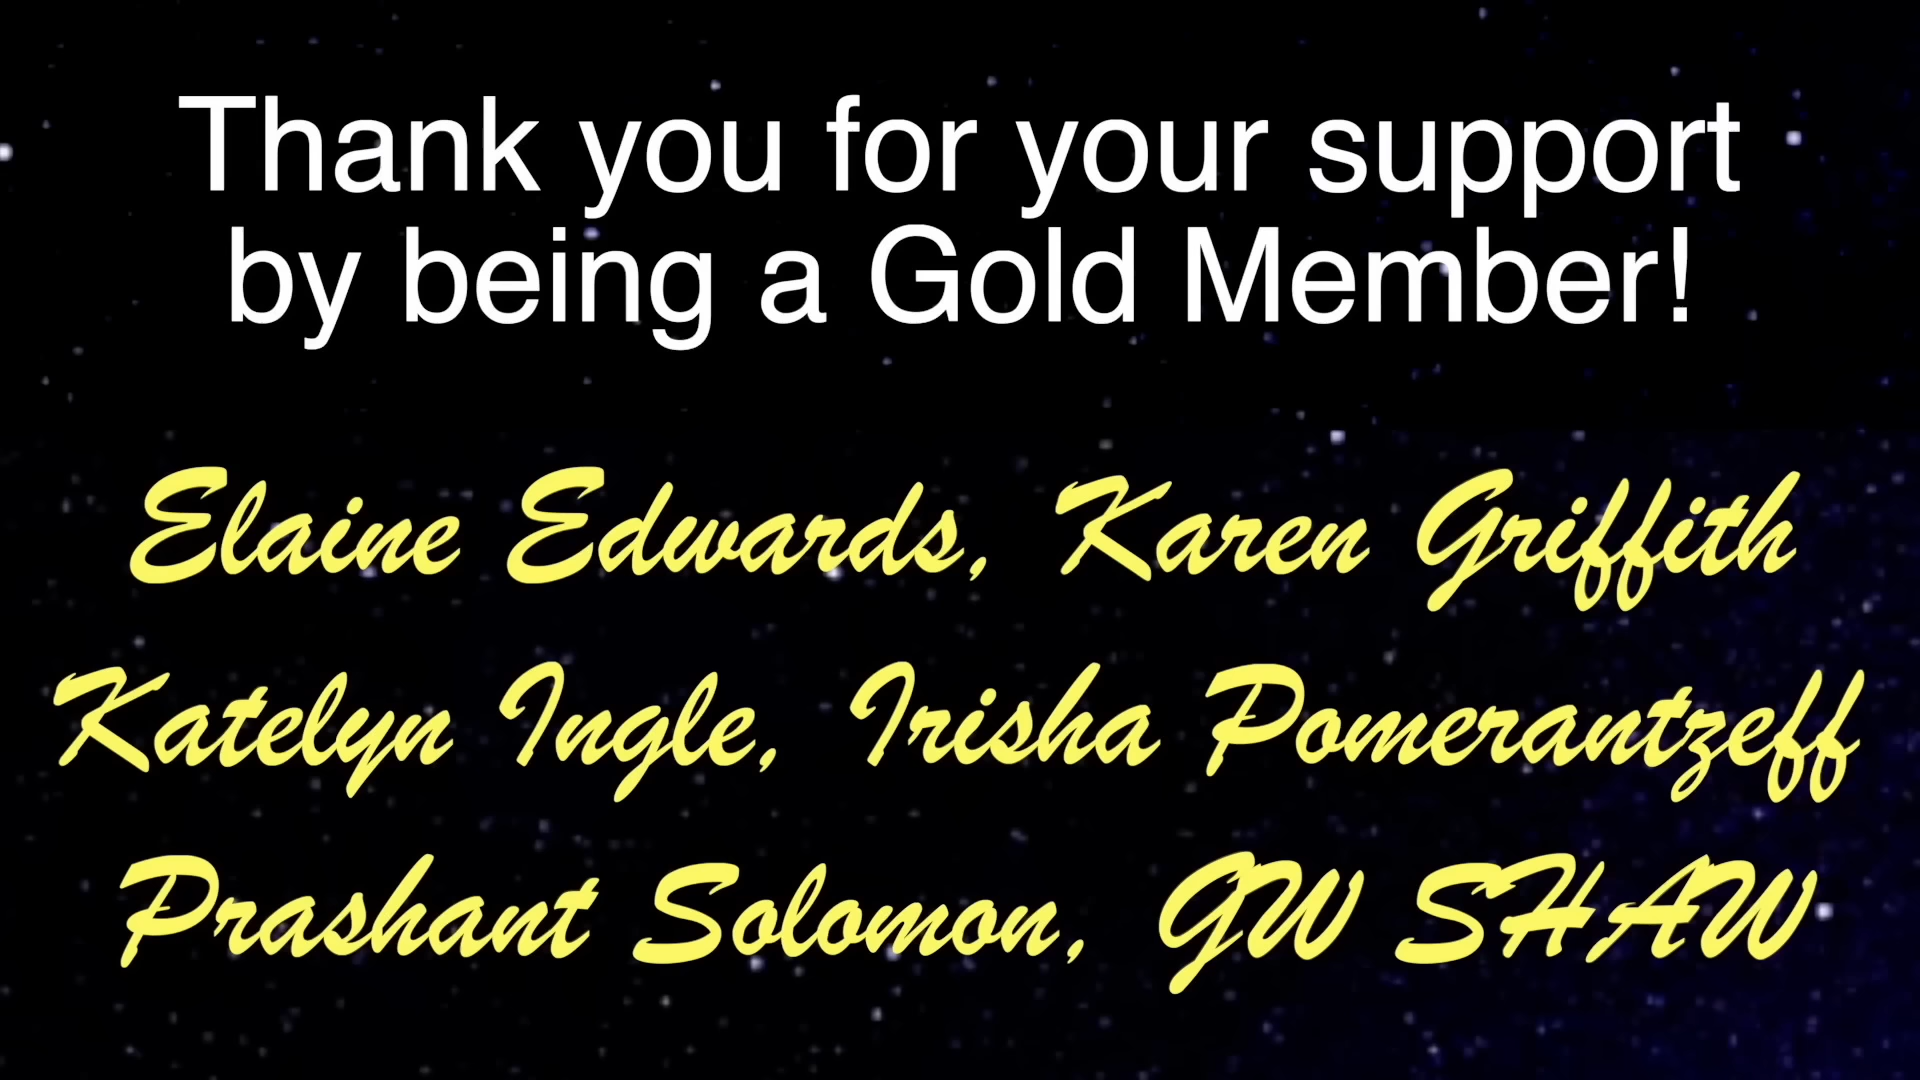 Thank you for your support
by being a Gold Member!
Elaine Edwards, Karen Griffith
Katelyn Ingle, Irisha Pomerantzeff
Prashant Solomon, GW SHAW